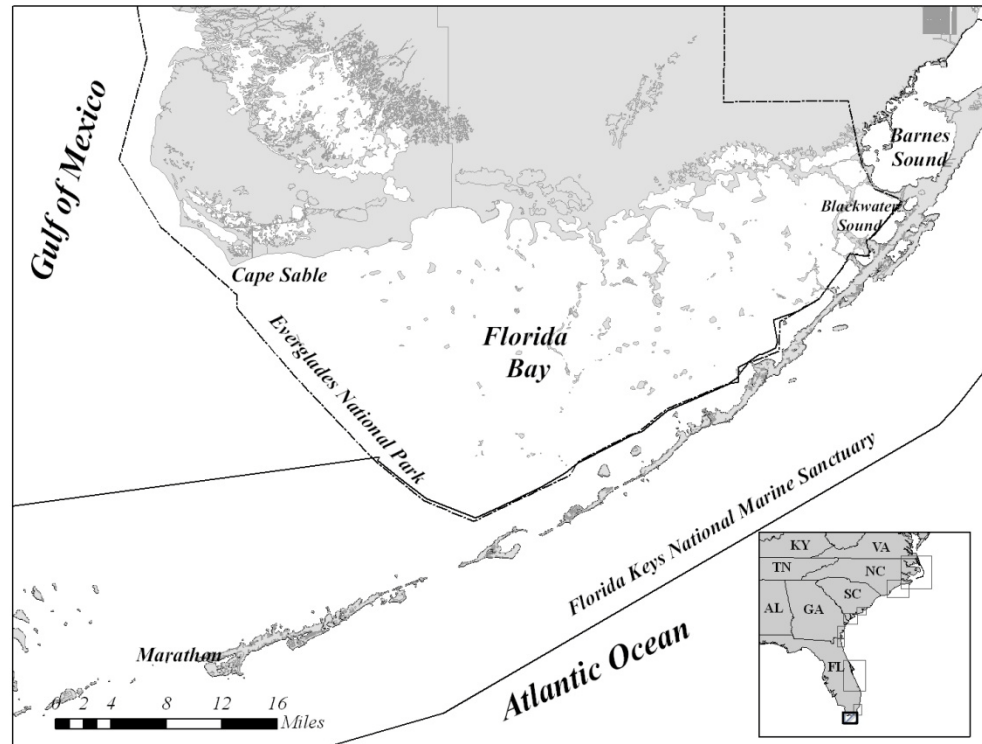 Gulf of Mexico
Barnes
Sound
Blackwater
Sound
Cape Sable
Everglades National Park
Florida
Bay
Florida Keys National Marine Sanctuary
Atlantic Ocean
Marathon
0 2 4 8 12 16
Miles
KY VA
TN NC
SC
AL GA
FL